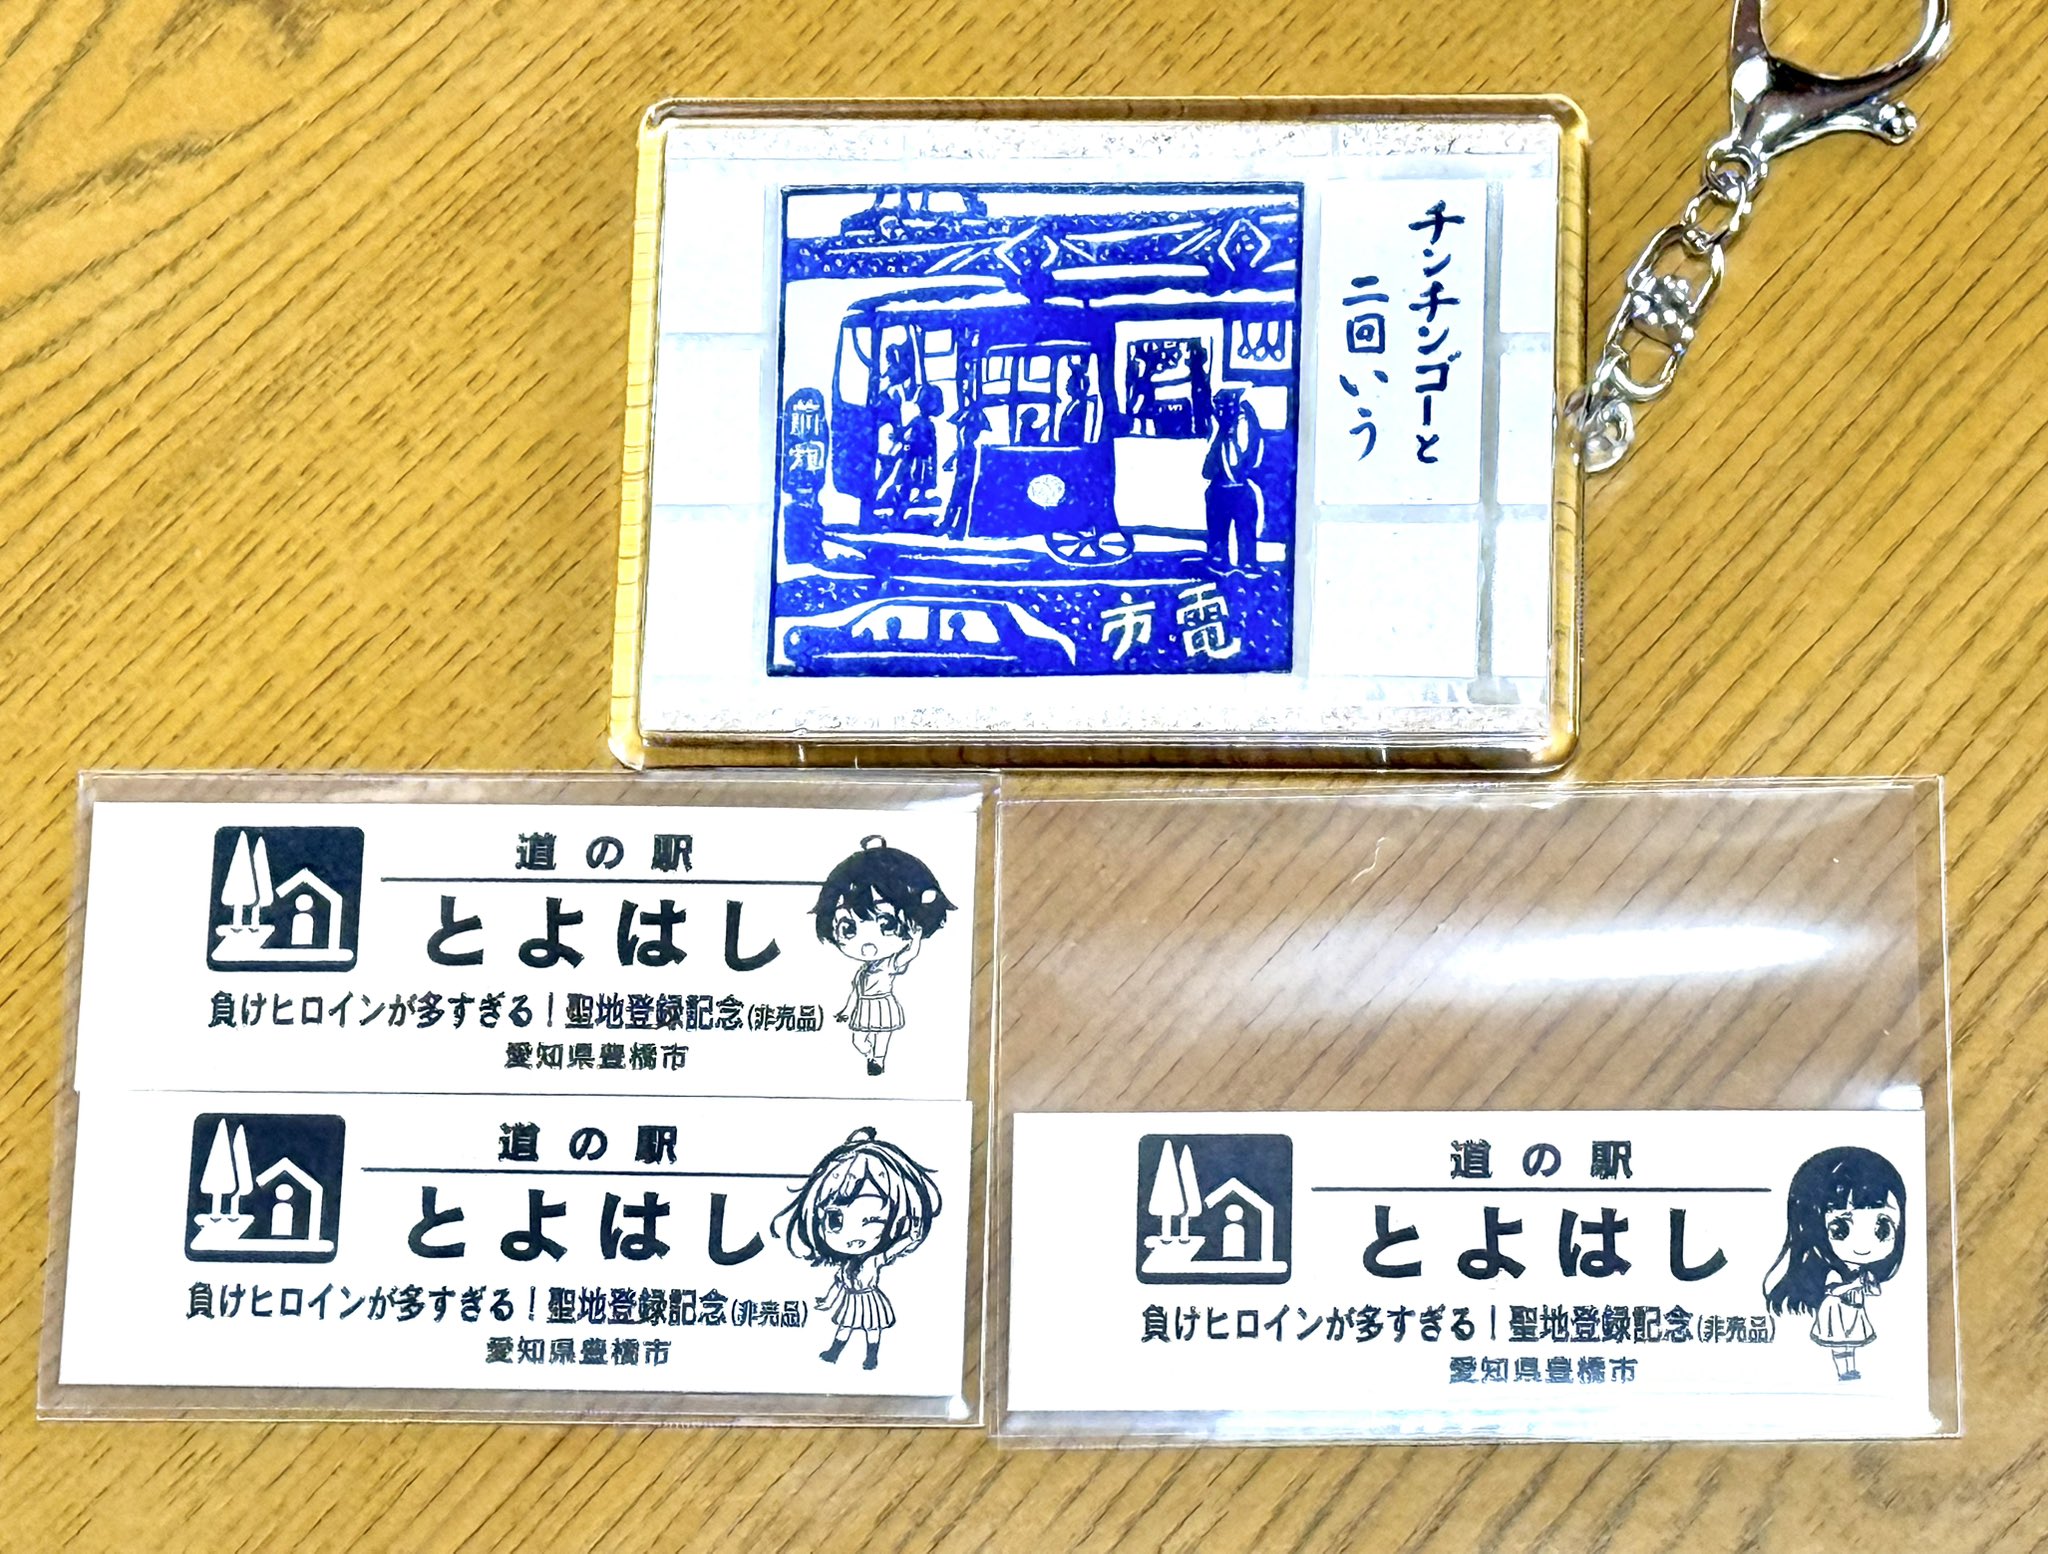 チンチンゴーと
二回いう
市電
道の駅
とよはし
負けヒロインが多すぎる！聖地登録記念(非売品)
愛知県豊橋市
道の駅
とよはし
負けヒロインが多すぎる！聖地登録記念(非売品)
愛知県豊橋市
道の駅
とよはし
負けヒロインが多すぎる！聖地登録記念(非売品)
愛知県豊橋市